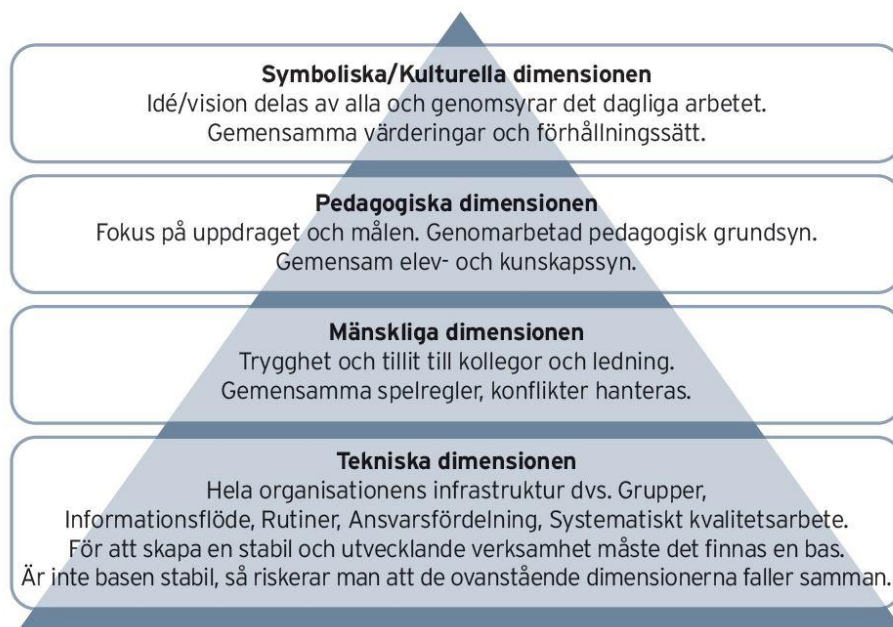 Symboliska/Kulturella dimensionen
Idé/vision delas av alla och genomsyrar det dagliga arbetet.
Gemensamma värderingar och förhållningssätt.
Pedagogiska dimensionen
Fokus på uppdraget och målen. Genomarbetad pedagogisk grundsyn.
Gemensam elev- och kunskapssyn.
Mänskliga dimensionen
Trygghet och tillit till kollegor och ledning.
Gemensamma spelregler, konflikter hanteras.
Tekniska dimensionen
Hela organisationens infrastruktur dvs. Grupper,
Informationsflöde, Rutiner, Ansvarsfördelning, Systematiskt kvalitetsarbete.
För att skapa en stabil och utvecklande verksamhet måste det finnas en bas.
Är inte basen stabil, så riskerar man att de ovanstående dimensionerna faller samman.